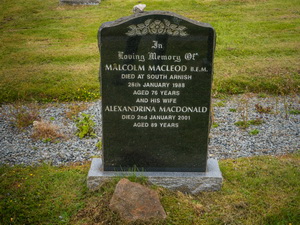 In
Loving Memory Of
MALCOLM MACLEOD B.E.M.
DIED AT SOUTH ARNISH
26th JANUARY 1988
AGED 76 YEARS
AND HIS WIFE
ALEXANDRINA MACDONALD
DIED 2nd JANUARY 2001
AGED 89 YEARS